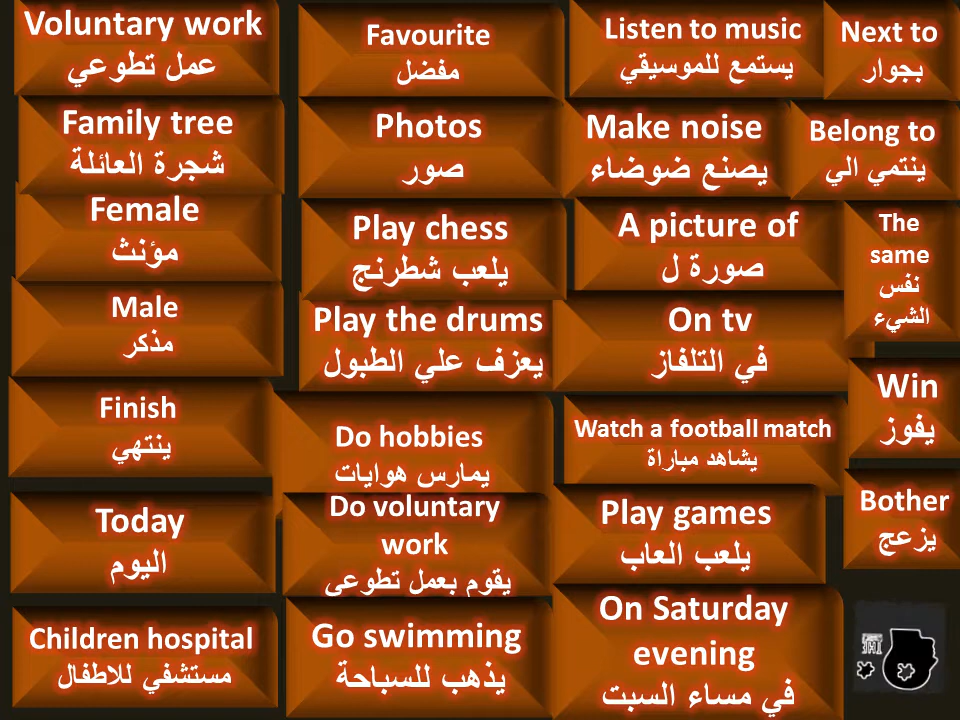 Voluntary work
عمل تطوعي
Family tree
شجرة العائلة
Female
مؤنث
Male
مذكر
Finish
ينتهي
Today
اليوم
Children hospital
مستشفي للاطفال
Favourite
مفضل
Photos
صور
Play chess
يلعب شطرنج
Play the drums
يعزف علي الطبول
Do hobbies
يمارس هوايات
Do voluntary
work
يقوم بعمل تطوعي
Go swimming
يذهب للسباحة
Listen to music
يستمع للموسيقي
Make noise
يصنع ضوضاء
A picture of
صورة ل
On tv
في التلفاز
Watch a football match
يشاهد مباراة
Play games
يلعب العاب
On Saturday
evening
في مساء السبت
Next to
بجوار
Belong to
ينتمي الي
The
same
نفس
الشيء
Win
يفوز
Bother
يزعج
THE